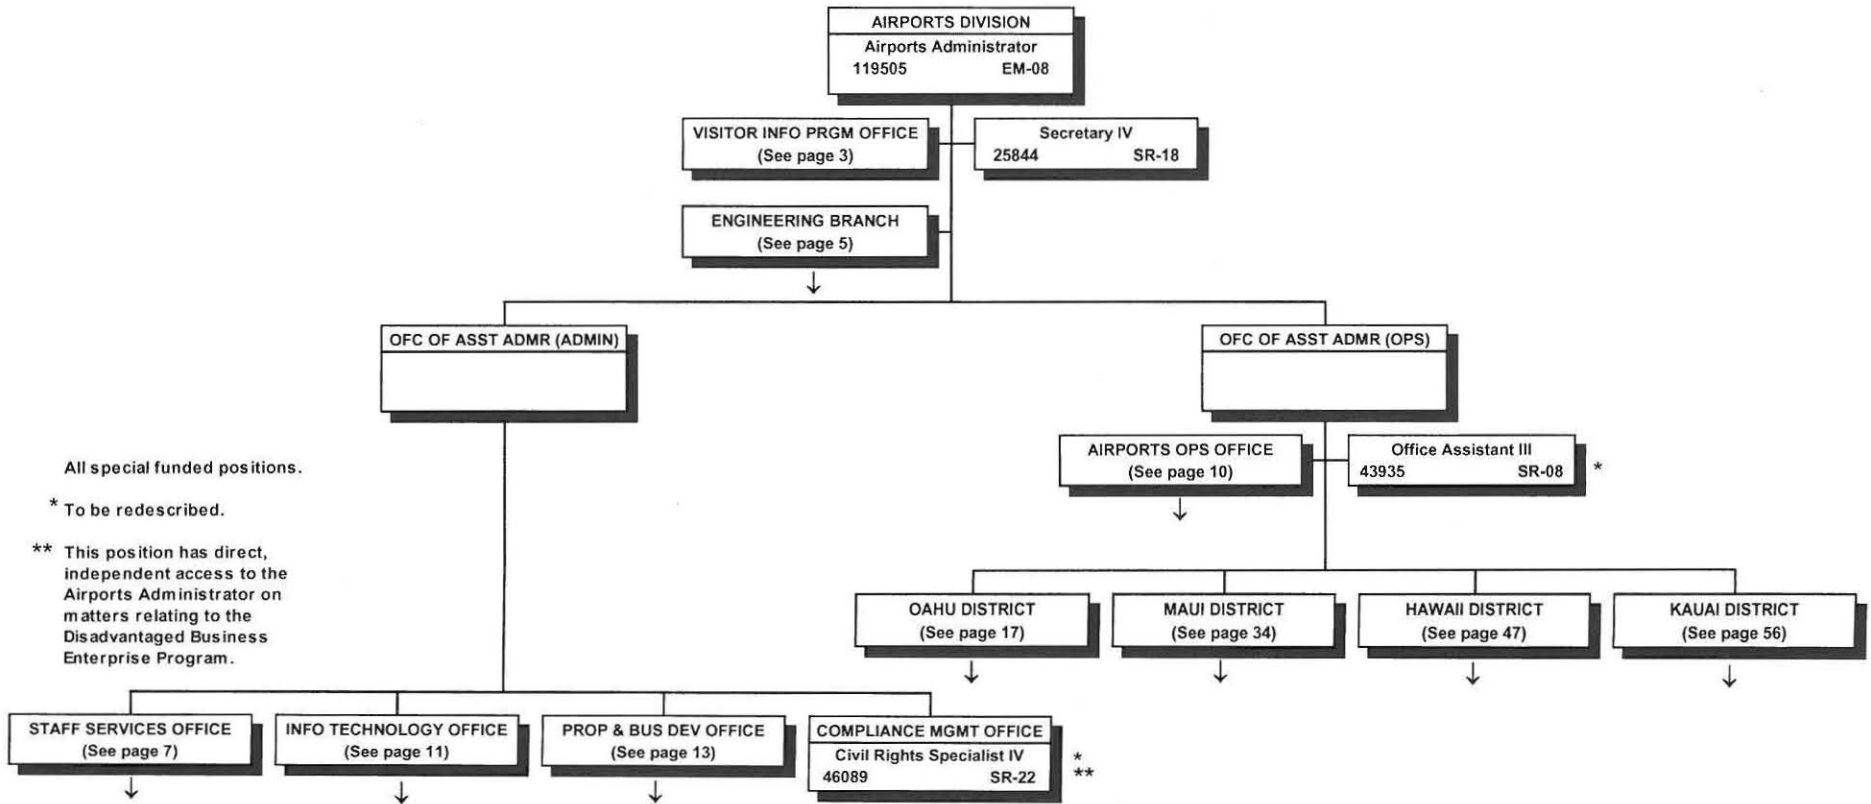 AIRPORTS DIVISION
Airports Administrator
119505 EM-08
VISITOR INFO PRGM OFFICE
(See page 3)
Secretary IV
25844 SR-18
ENGINEERING BRANCH
(See page 5)
OFC OF ASST ADMR (ADMIN)
OFC OF ASST ADMR (OPS)
AIRPORTS OPS OFFICE
(See page 10)
Office Assistant III
43935 SR-08 *
All special funded positions.
* To be redescribed.
** This position has direct,
independent access to the
Airports Administrator on
matters relating to the
Disadvantaged Business
Enterprise Program.
OAHU DISTRICT
(See page 17)
MAUI DISTRICT
(See page 34)
HAWAII DISTRICT
(See page 47)
KAUAI DISTRICT
(See page 56)
STAFF SERVICES OFFICE
(See page 7)
INFO TECHNOLOGY OFFICE
(See page 11)
PROP & BUS DEV OFFICE
(See page 13)
COMPLIANCE MGMT OFFICE
Civil Rights Specialist IV *
46089 SR-22 **